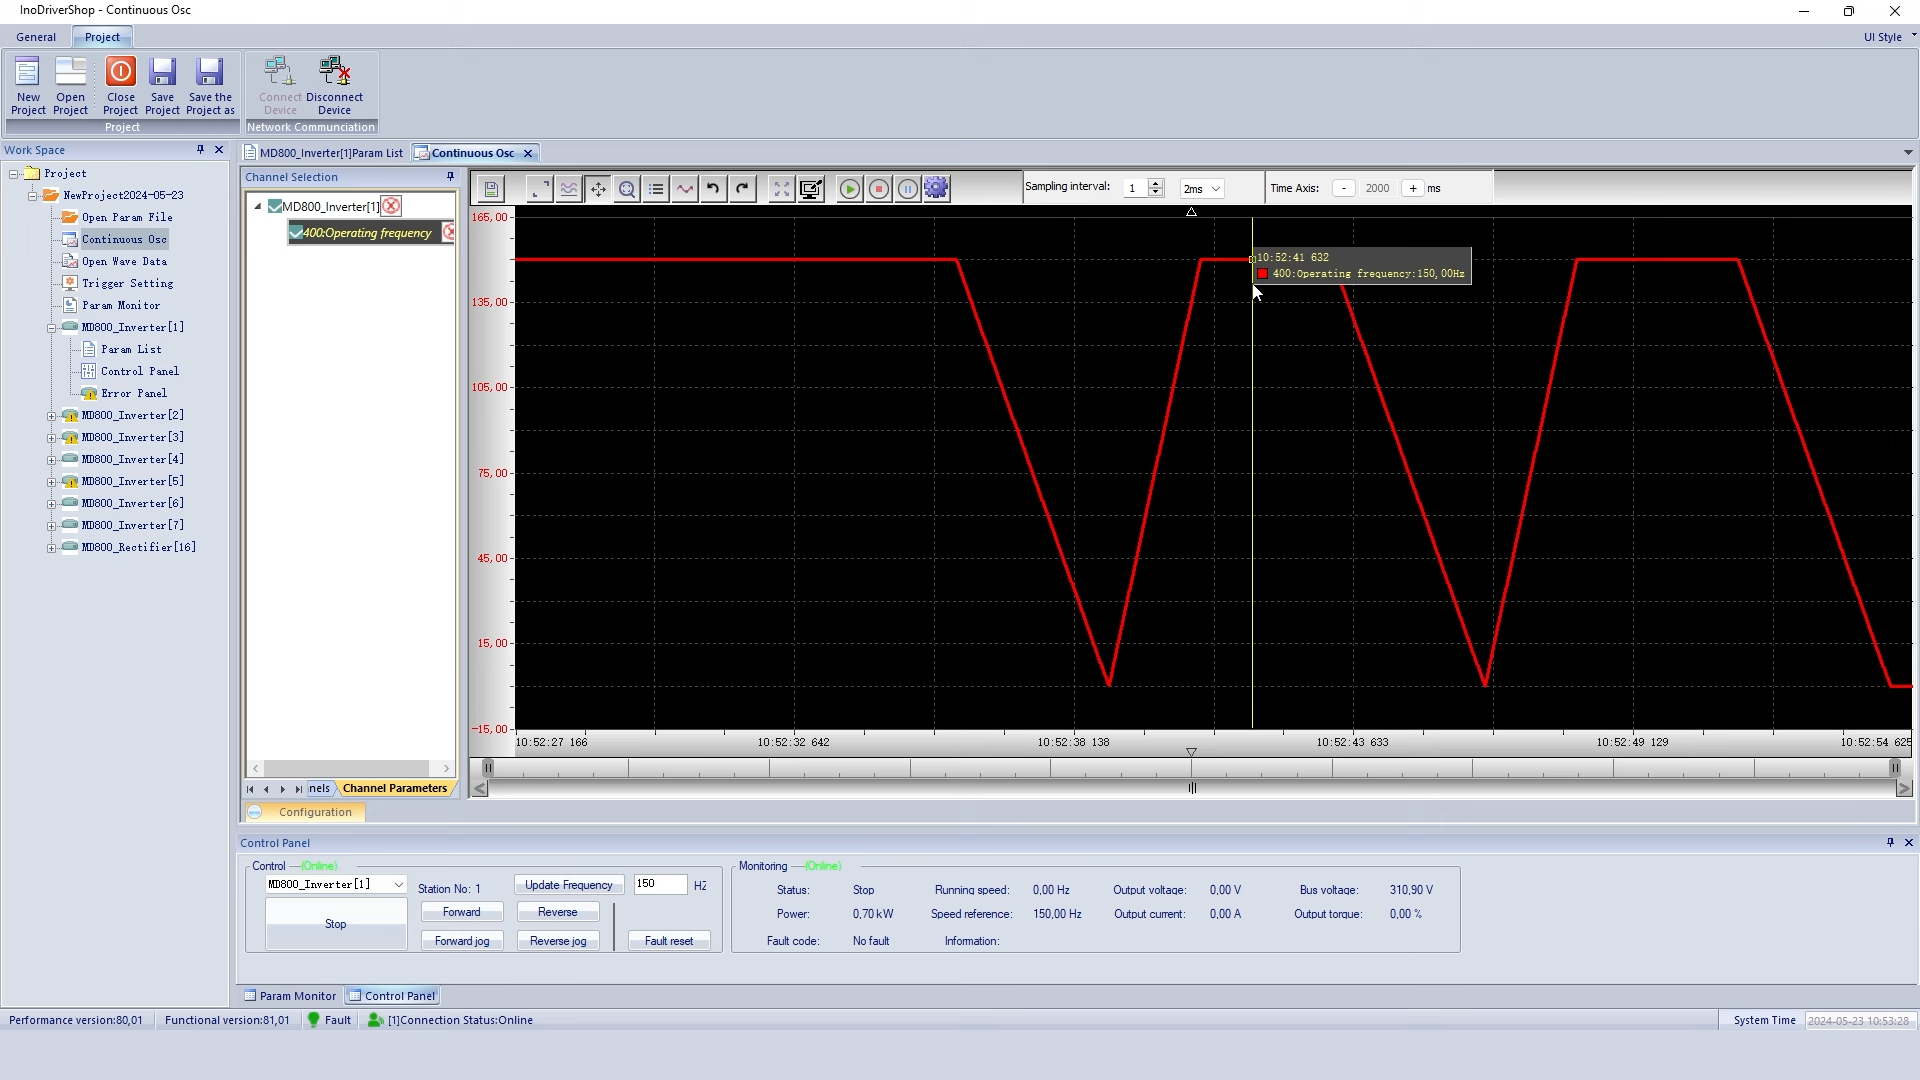 InoDriverShop - Continuous Osc
General
Project
UI Style
New Project
Open Project
Close Project
Save Project
Save the Project as
Connect Device
Disconnect Device
Project
Network Communciation
Work Space
MD800_Inverter[1]Param List
Continuous Osc
Project
NewProject2024-05-23
Open Param File
Continuous Osc
Open Wave Data
Trigger Setting
Param Monitor
MD800_Inverter[1]
Param List
Control Panel
Error Panel
MD800_Inverter[2]
MD800_Inverter[3]
MD800_Inverter[4]
MD800_Inverter[5]
MD800_Inverter[6]
MD800_Inverter[7]
MD800_Rectifier[16]
Channel Selection
MD800_Inverter[1]
400:Operating frequency
nels
Channel Parameters
Configuration
Sampling interval: 1 2ms
Time Axis: - 2000 + ms
165,00
135,00
105,00
75,00
45,00
15,00
-15,00
10:52:41 632
400:Operating frequency:150,00Hz
10:52:27 166
10:52:32 642
10:52:38 138
10:52:43 633
10:52:49 129
10:52:54 625
Control Panel
Control (Online)
MD800_Inverter[1]
Station No: 1
Update Frequency
150 HZ
Stop
Forward
Reverse
Forward jog
Reverse jog
Fault reset
Monitoring (Online)
Status: Stop Running speed: 0,00 Hz Output voltage: 0,00 V Bus voltage: 310,90 V
Power: 0,70 kW Speed reference: 150,00 Hz Output current: 0,00 A Output torque: 0,00 %
Fault code: No fault Information:
Param Monitor
Control Panel
Performance version:80,01
Functional version:81,01
Fault
[1]Connection Status:Online
System Time 2024-05-23 10:53:28